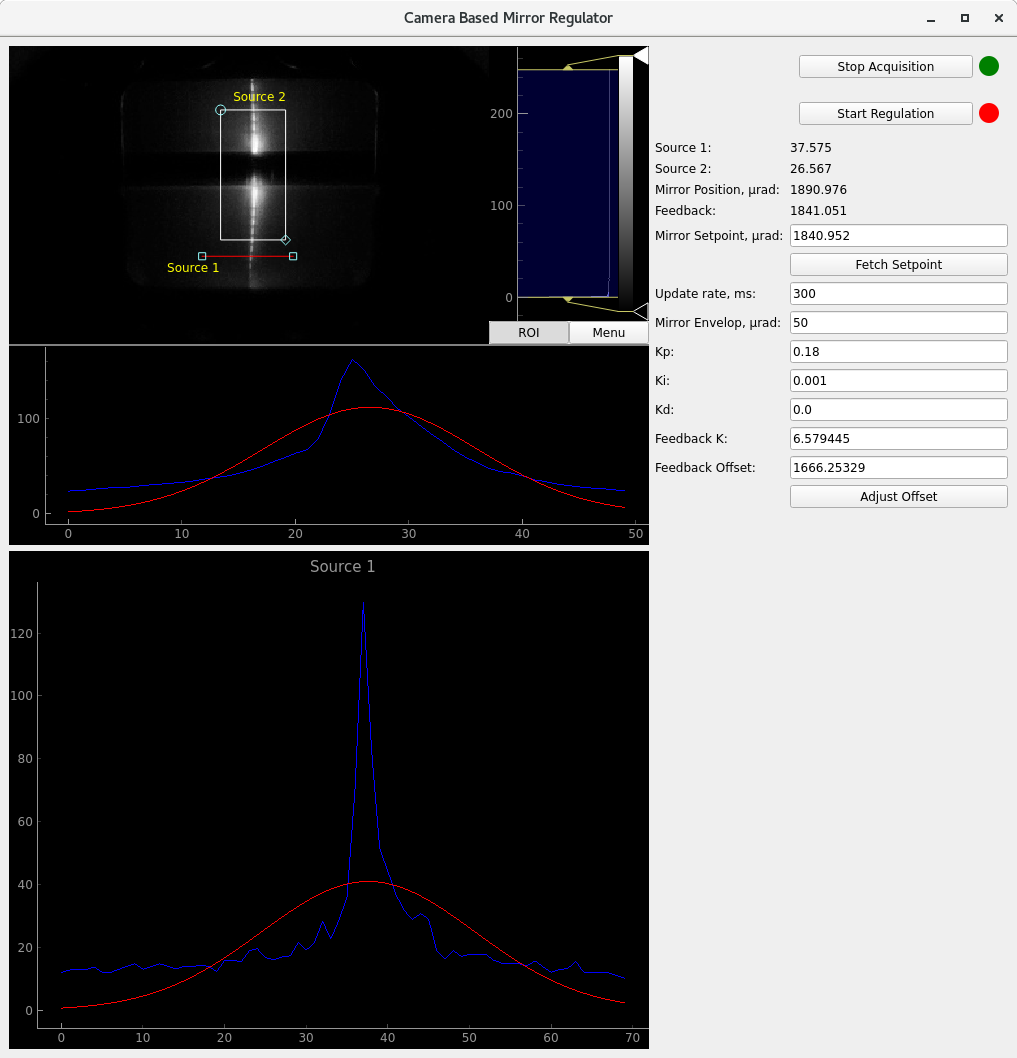 Camera Based Mirror Regulator
Source 2
Source 1
200
100
0
ROI Menu
100
0
0 10 20 30 40 50
Source 1
120
100
80
60
40
20
0
0 10 20 30 40 50 60 70
Stop Acquisition
Start Regulation
Source 1: 37.575
Source 2: 26.567
Mirror Position, μrad: 1890.976
Feedback: 1841.051
Mirror Setpoint, μrad: 1840.952
Fetch Setpoint
Update rate, ms: 300
Mirror Envelop, μrad: 50
Kp: 0.18
Ki: 0.001
Kd: 0.0
Feedback K: 6.579445
Feedback Offset: 1666.25329
Adjust Offset